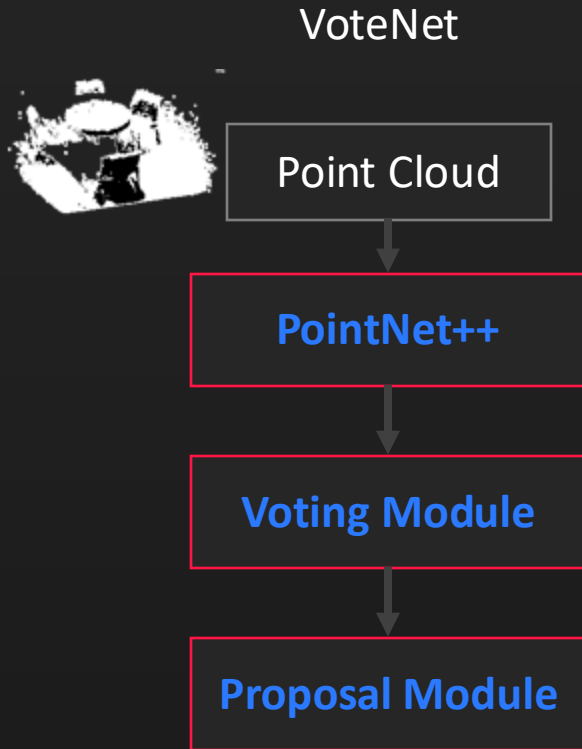 VoteNet
Point Cloud
PointNet++
Voting Module
Proposal Module